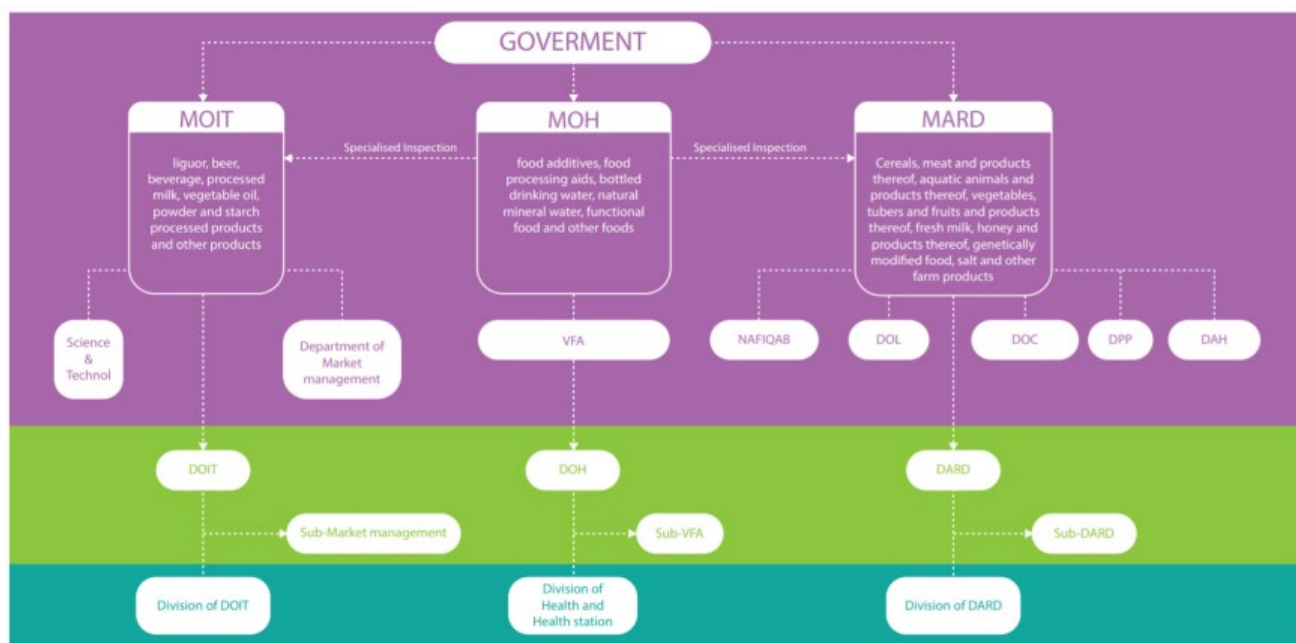 GOVERMENT
MOIT
liguor, beer,
beverage, processed
milk, vegetable oil,
powder and starch
processed products
and other products
Specialised Inspection
MOH
food additives, food
processing aids, bottled
drinking water, natural
mineral water, functional
food and other foods
Specialised Inspection
MARD
Cereals, meat and products
thereof, aquatic animals and
products thereof, vegetables,
tubers and fruits and products
thereof, fresh milk, honey and
products thereof, genetically
modified food, salt and other
farm products
Science
&
Technol
Department of
Market
management
VFA
NAFIQAB
DOL
DOC
DPP
DAH
DOIT
DOH
DARD
Sub-Market management
Sub-VFA
Sub-DARD
Division of DOIT
Division of
Health and
Health station
Division of DARD